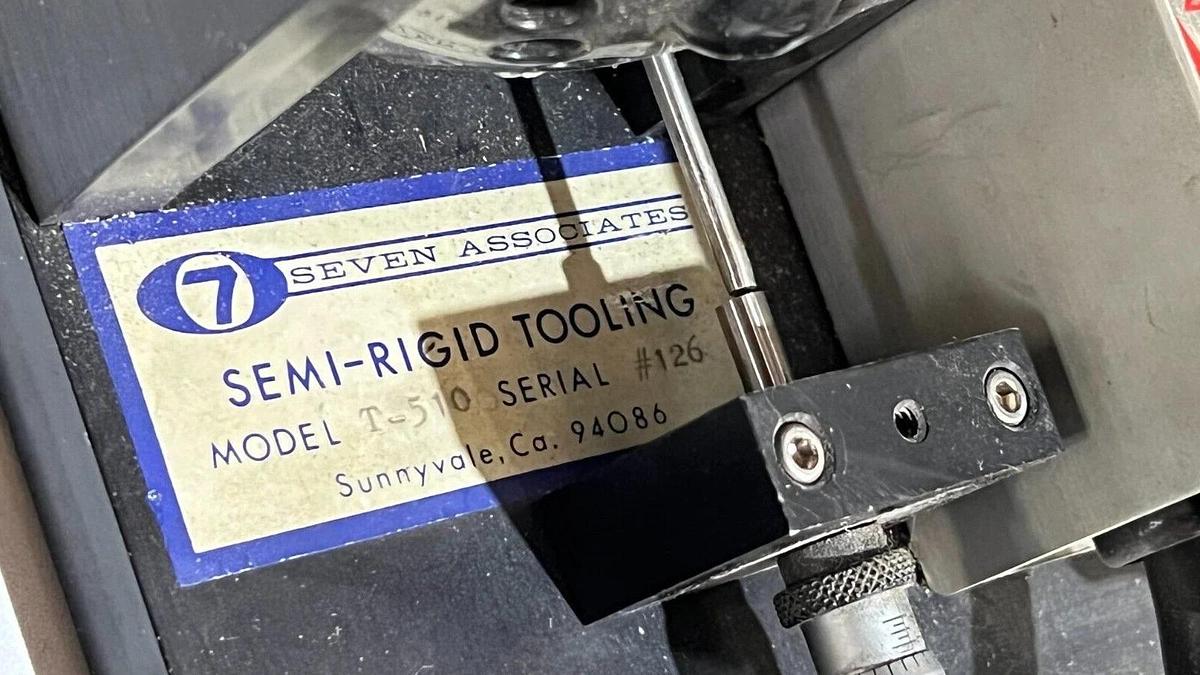 7 SEVEN ASSOCIATES
SEMI-RIGID TOOLING
MODEL T-510 SERIAL #126
Sunnyvale, Ca. 94086